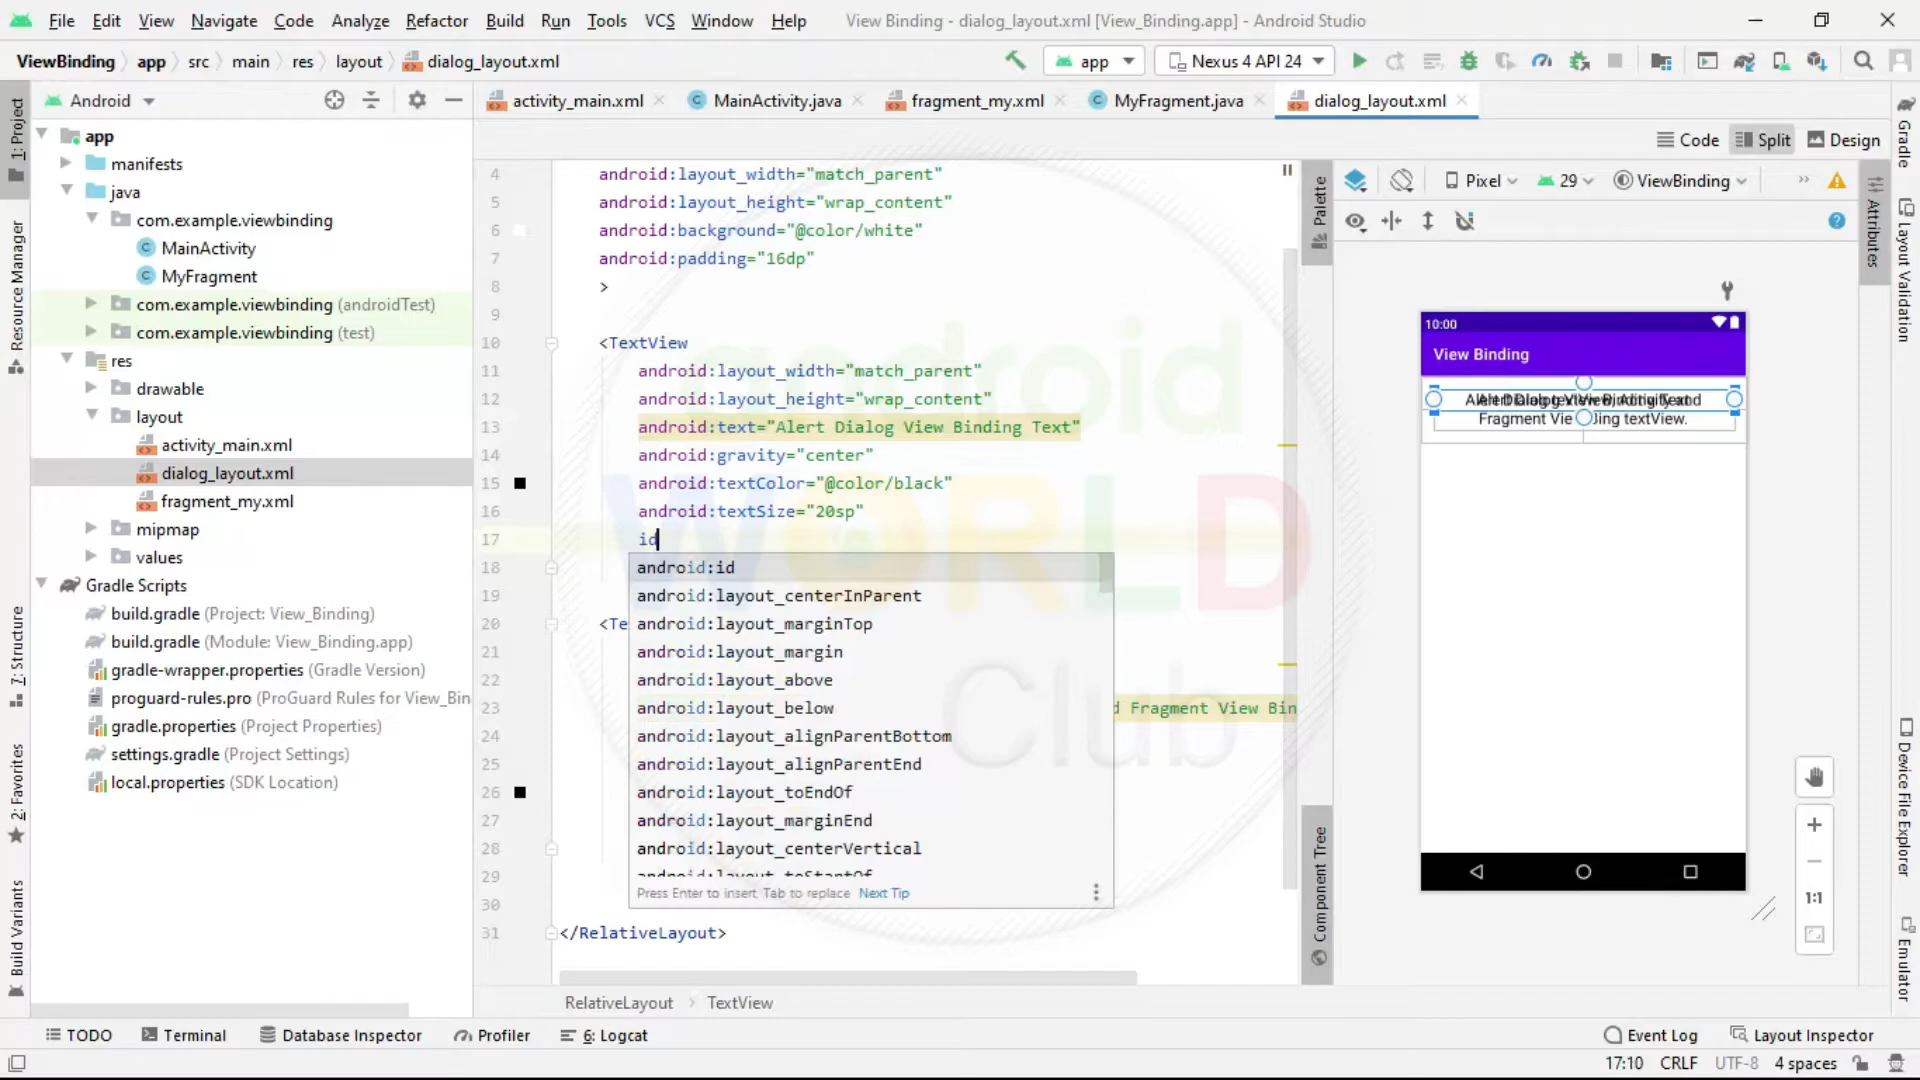 File Edit View Navigate Code Analyze Refactor Build Run Tools VCS Window Help View Binding - dialog_layout.xml [View_Binding.app] - Android Studio
ViewBinding app src main res layout dialog_layout.xml app Nexus 4 API 24
Android activity_main.xml MainActivity.java fragment_my.xml MyFragment.java dialog_layout.xml
Code Split Design
1: Project
Resource Manager
7: Structure
2: Favorites
Build Variants
app
manifests
java
com.example.viewbinding
MainActivity
MyFragment
com.example.viewbinding (androidTest)
com.example.viewbinding (test)
res
drawable
layout
activity_main.xml
dialog_layout.xml
fragment_my.xml
mipmap
values
Gradle Scripts
build.gradle (Project: View_Binding)
build.gradle (Module: View_Binding.app)
gradle-wrapper.properties (Gradle Version)
proguard-rules.pro (ProGuard Rules for View_Bin
gradle.properties (Project Properties)
settings.gradle (Project Settings)
local.properties (SDK Location)
4 android:layout_width="match_parent"
5 android:layout_height="wrap_content"
6 android:background="@color/white"
7 android:padding="16dp"
8 >
9
10 <TextView
11 android:layout_width="match_parent"
12 android:layout_height="wrap_content"
13 android:text="Alert Dialog View Binding Text"
14 android:gravity="center"
15 android:textColor="@color/black"
16 android:textSize="20sp"
17 id
18 android:id
19 android:layout_centerInParent
20 <Te android:layout_marginTop
21 android:layout_margin
22 android:layout_above
23 android:layout_below d Fragment View Bin
24 android:layout_alignParentBottom
25 android:layout_alignParentEnd
26 android:layout_toEndOf
27 android:layout_marginEnd
28 android:layout_centerVertical
29 android:layout_toStartOf
30 Press Enter to insert, Tab to replace Next Tip
31 </RelativeLayout>
android
WORLD
Club
RelativeLayout TextView
Palette
Component Tree
Pixel 29 ViewBinding
10:00
View Binding
Fragment Vie
ing textView.
1:1
Attributes
Gradle
Layout Validation
Device File Explorer
Emulator
TODO Terminal Database Inspector Profiler 6: Logcat Event Log Layout Inspector
17:10 CRLF UTF-8 4 spaces